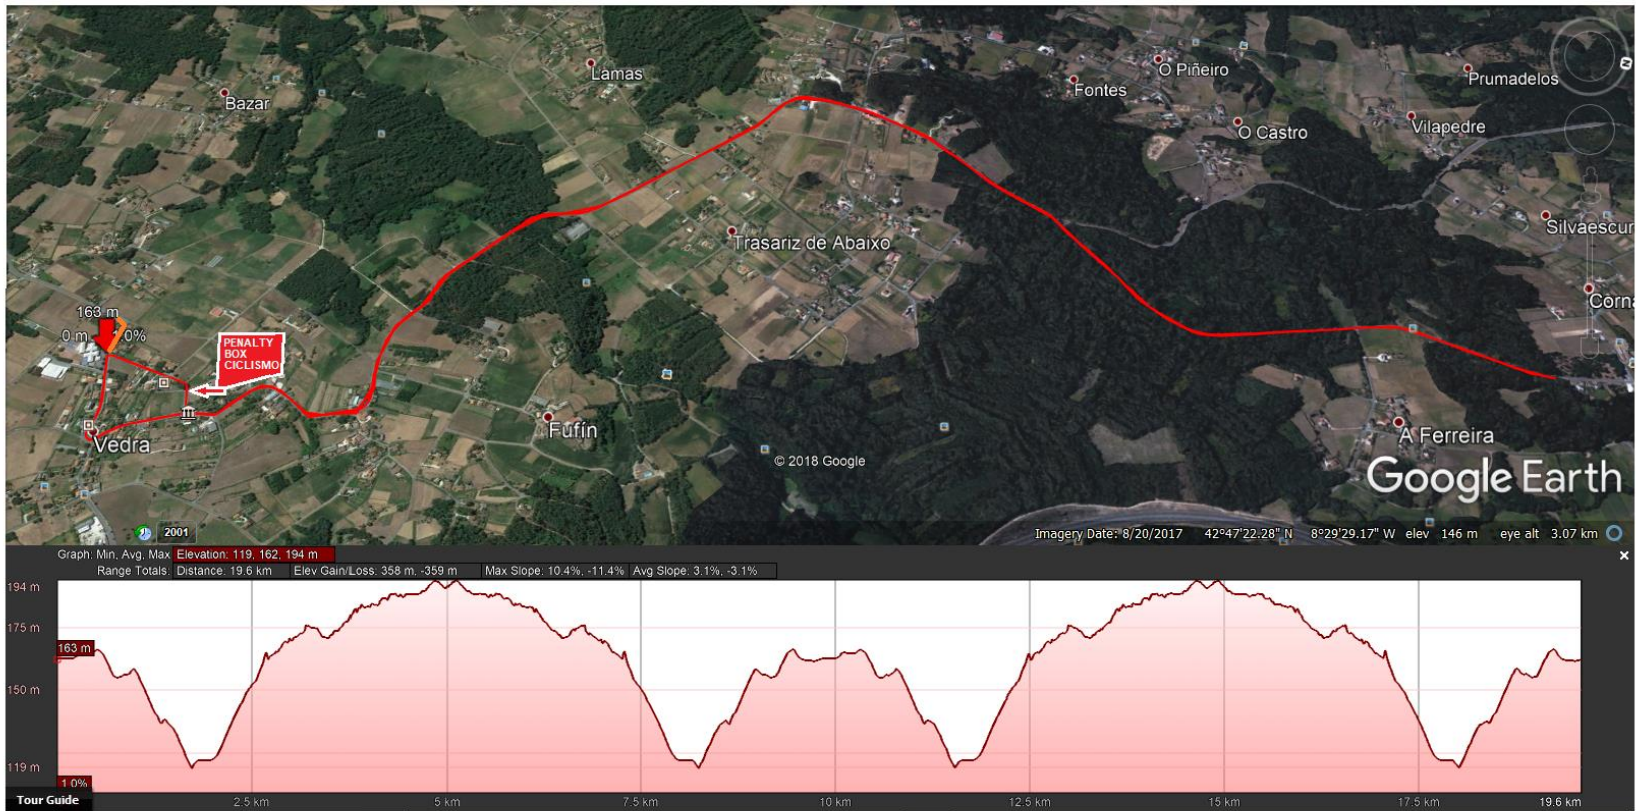 Lamas
Bazar
O Piñeiro
Fontes
Prumadelos
O Castro
Vilapedre
Silvaescur
Trasariz de Abaixo
Corna
163 m
0 m
0%
PENALTY
BOX
CICLISMO
Vedra
Fufín
A Ferreira
© 2018 Google
Google Earth
N
2001
Imagery Date: 8/20/2017 42°47'22.28" N 8°29'29.17" W elev 146 m eye alt 3.07 km
Graph: Min, Avg, Max Elevation: 119, 162, 194 m
Range Totals: Distance: 19.6 km Elev Gain/Loss: 358 m, -359 m Max Slope: 10.4%, -11.4% Avg Slope: 3.1%, -3.1%
194 m
175 m
163 m
150 m
119 m
1.0%
Tour Guide
2.5 km 5 km 7.5 km 10 km 12.5 km 15 km 17.5 km 19.6 km